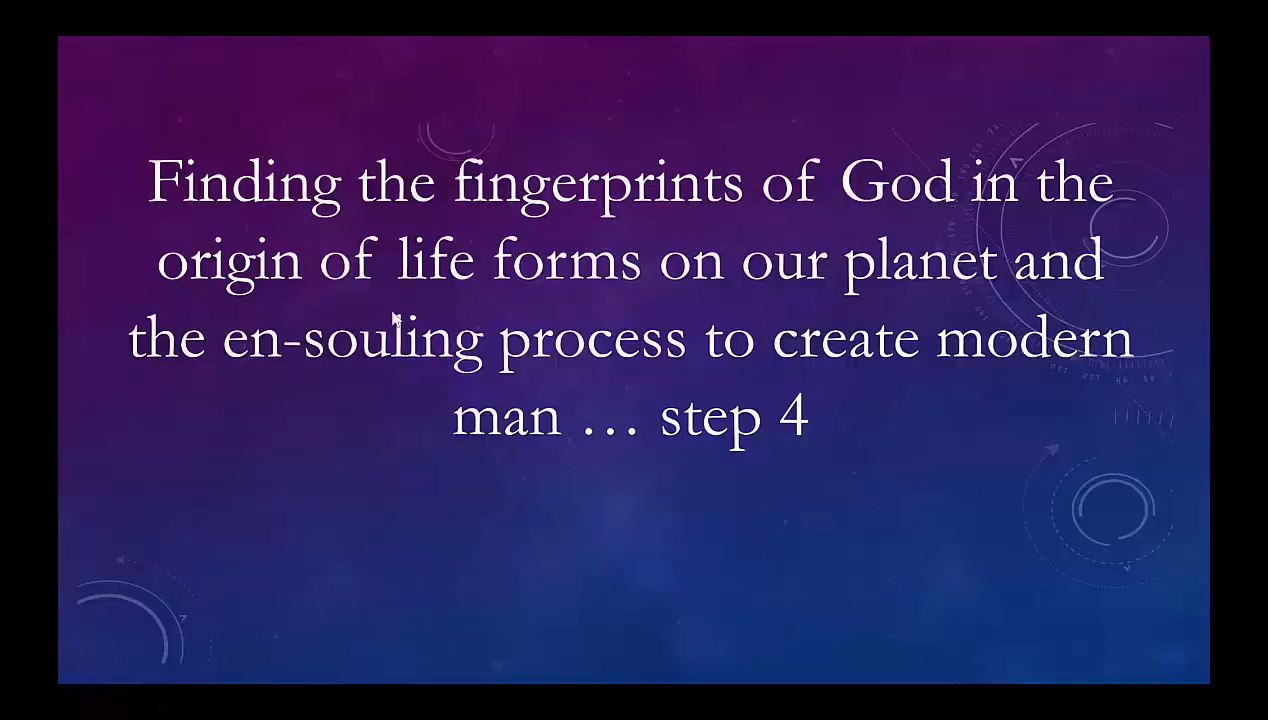 Finding the fingerprints of God in the
origin of life forms on our planet and
the en-souling process to create modern
man … step 4